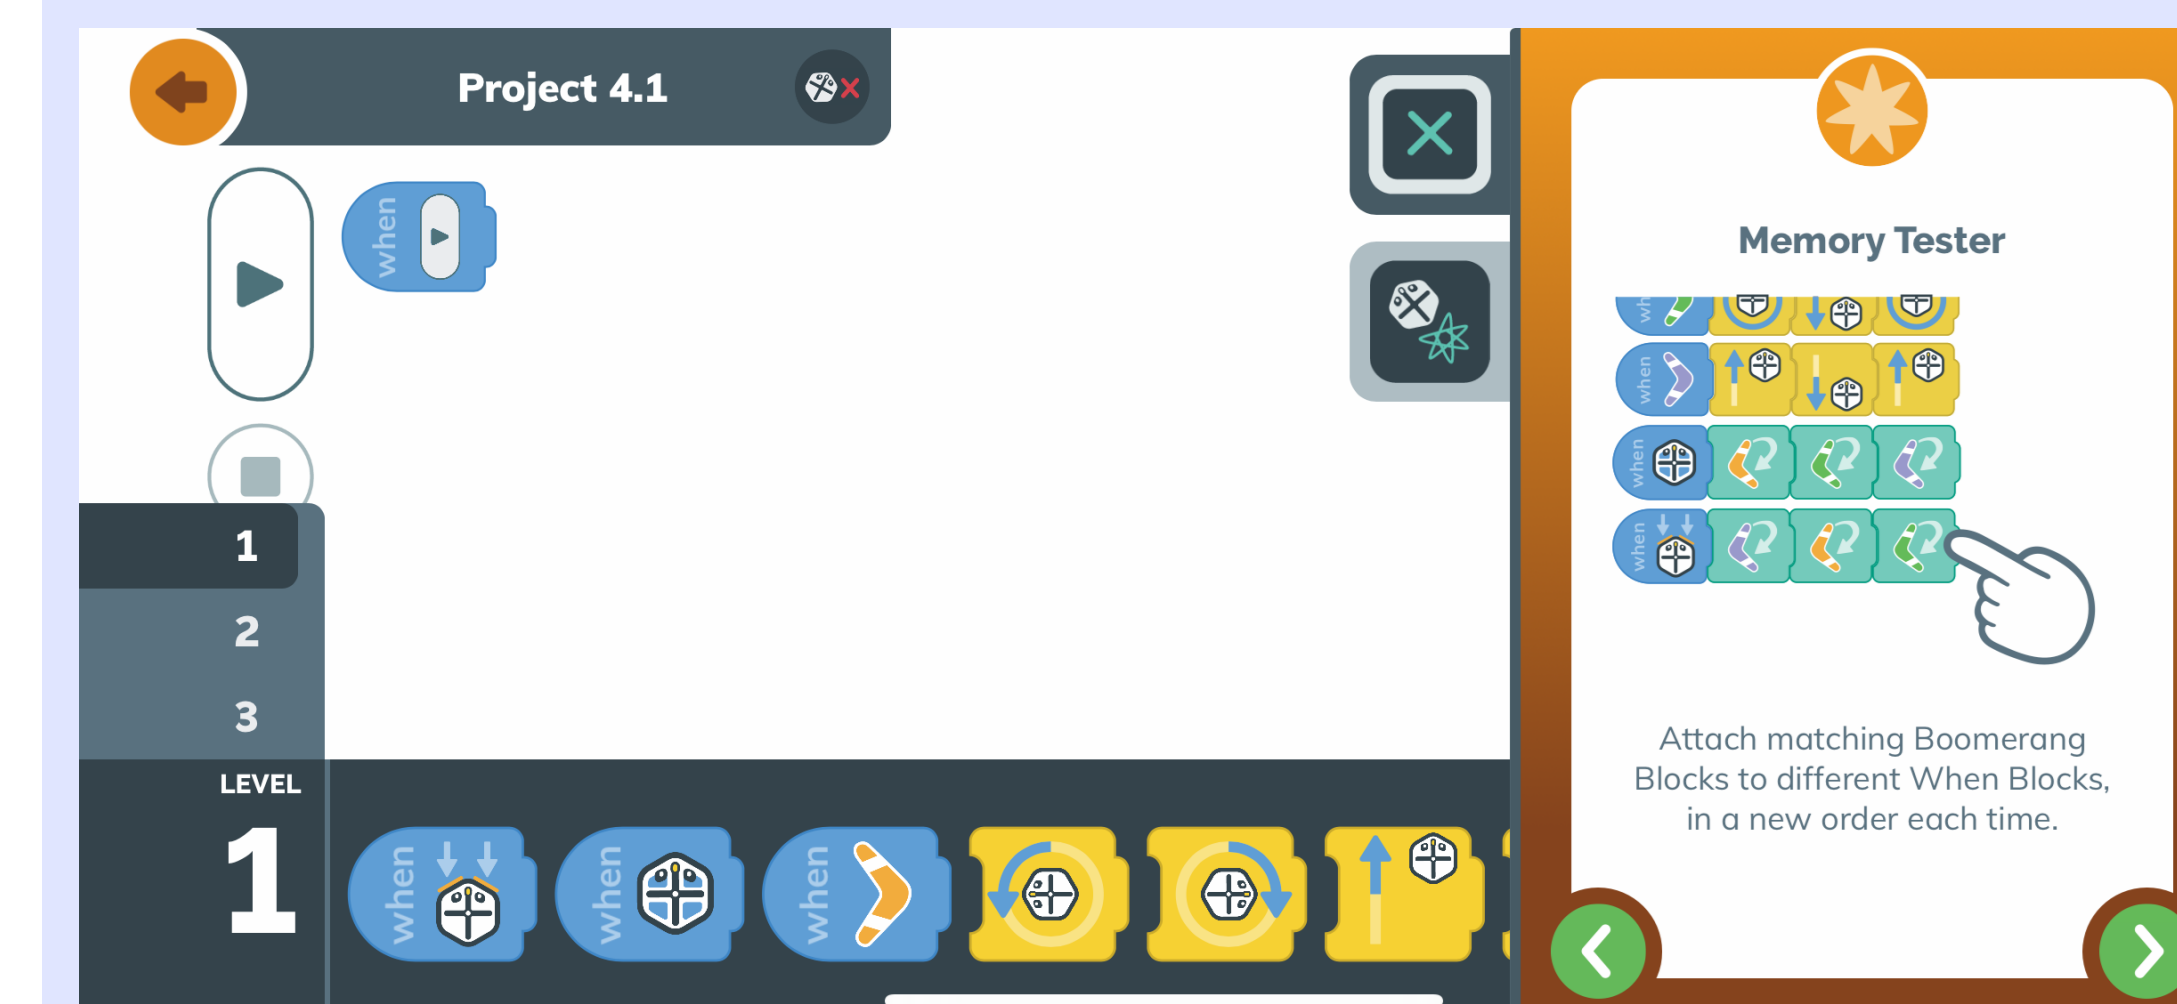 Project 4.1
when
1
2
3
LEVEL
1
when
when
when
Memory Tester
wh
when
when
when
Attach matching Boomerang
Blocks to different When Blocks,
in a new order each time.